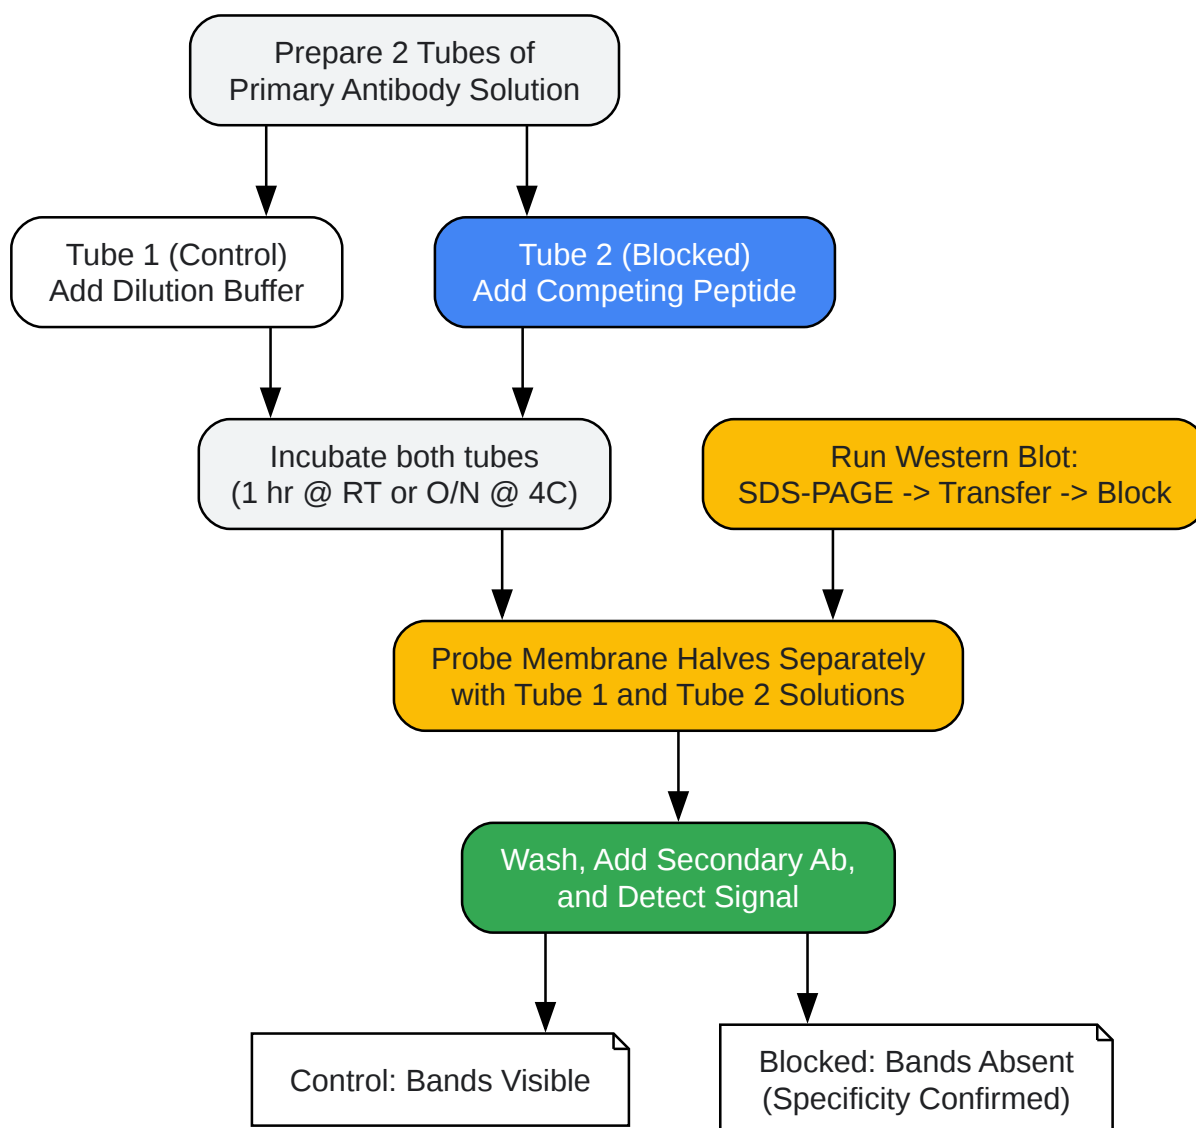 Prepare 2 Tubes of
Primary Antibody Solution
Tube 1 (Control)
Add Dilution Buffer
Tube 2 (Blocked)
Add Competing Peptide
Incubate both tubes
(1 hr @ RT or O/N @ 4C)
Run Western Blot:
SDS-PAGE -> Transfer -> Block
Probe Membrane Halves Separately
with Tube 1 and Tube 2 Solutions
Wash, Add Secondary Ab,
and Detect Signal
Control: Bands Visible
Blocked: Bands Absent
(Specificity Confirmed)